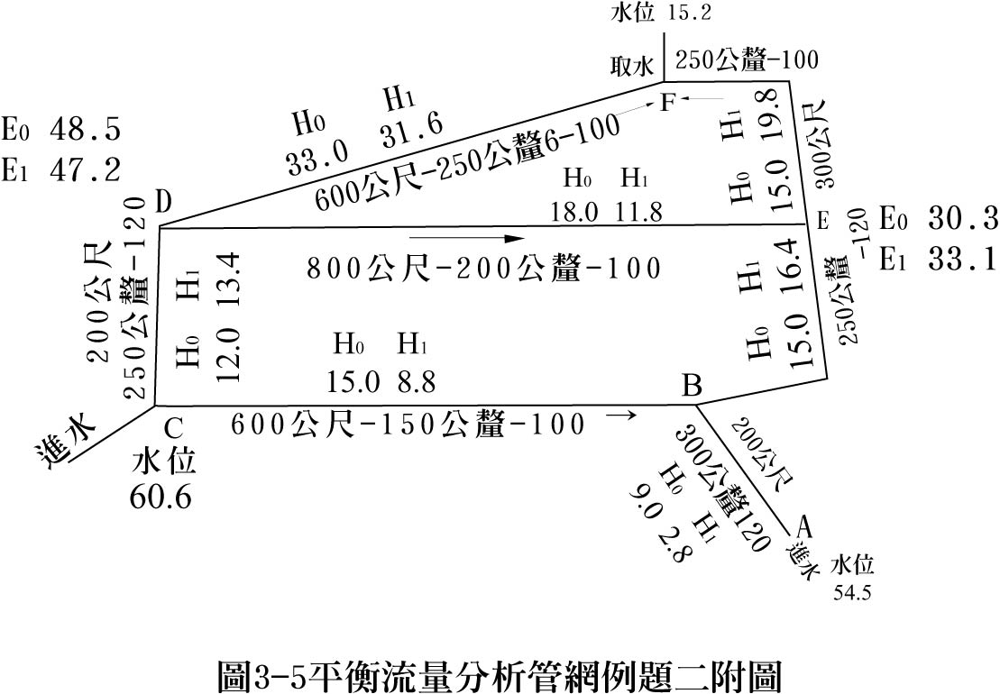 水位 15.2
取水
250公釐-100
F
H0 H1
33.0 31.6
600公尺-250公釐6-100
E0 48.5
E1 47.2
D
H0 H1
15.0 19.8
300公尺
H0 H1
18.0 11.8
E
800公尺-200公釐-100
E0 30.3
E1 33.1
200公尺
250公釐-120
H0 H1
12.0 13.4
H0 H1
15.0 16.4
250公釐
-120
H0 H1
15.0 8.8
B
600公尺-150公釐-100
進水
C
水位
60.6
200公尺
300公釐120
H0 H1
9.0 2.8
A
進水
水位
54.5
圖3-5平衡流量分析管網例題二附圖